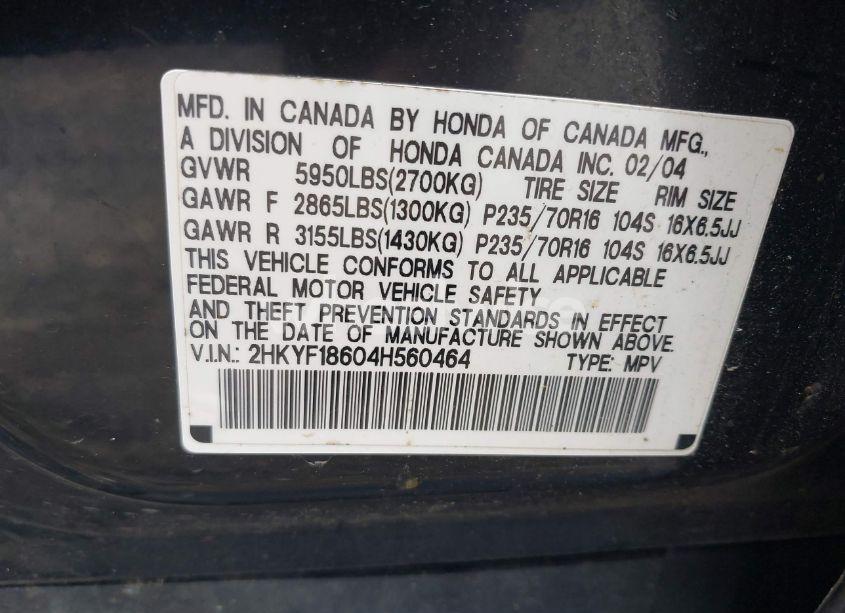 MFD. IN CANADA BY HONDA OF CANADA MFG.,
A DIVISION OF HONDA CANADA INC. 02/04
GVWR 5950LBS(2700KG) TIRE SIZE RIM SIZE
GAWR F 2865LBS(1300KG) P235/70R16 104S 16X6.5JJ
GAWR R 3155LBS(1430KG) P235/70R16 104S 16X6.5JJ
THIS VEHICLE CONFORMS TO ALL APPLICABLE
FEDERAL MOTOR VEHICLE SAFETY
AND THEFT PREVENTION STANDARDS IN EFFECT
ON THE DATE OF MANUFACTURE SHOWN ABOVE.
V.I.N.: 2HKYF18604H560464 TYPE: MPV